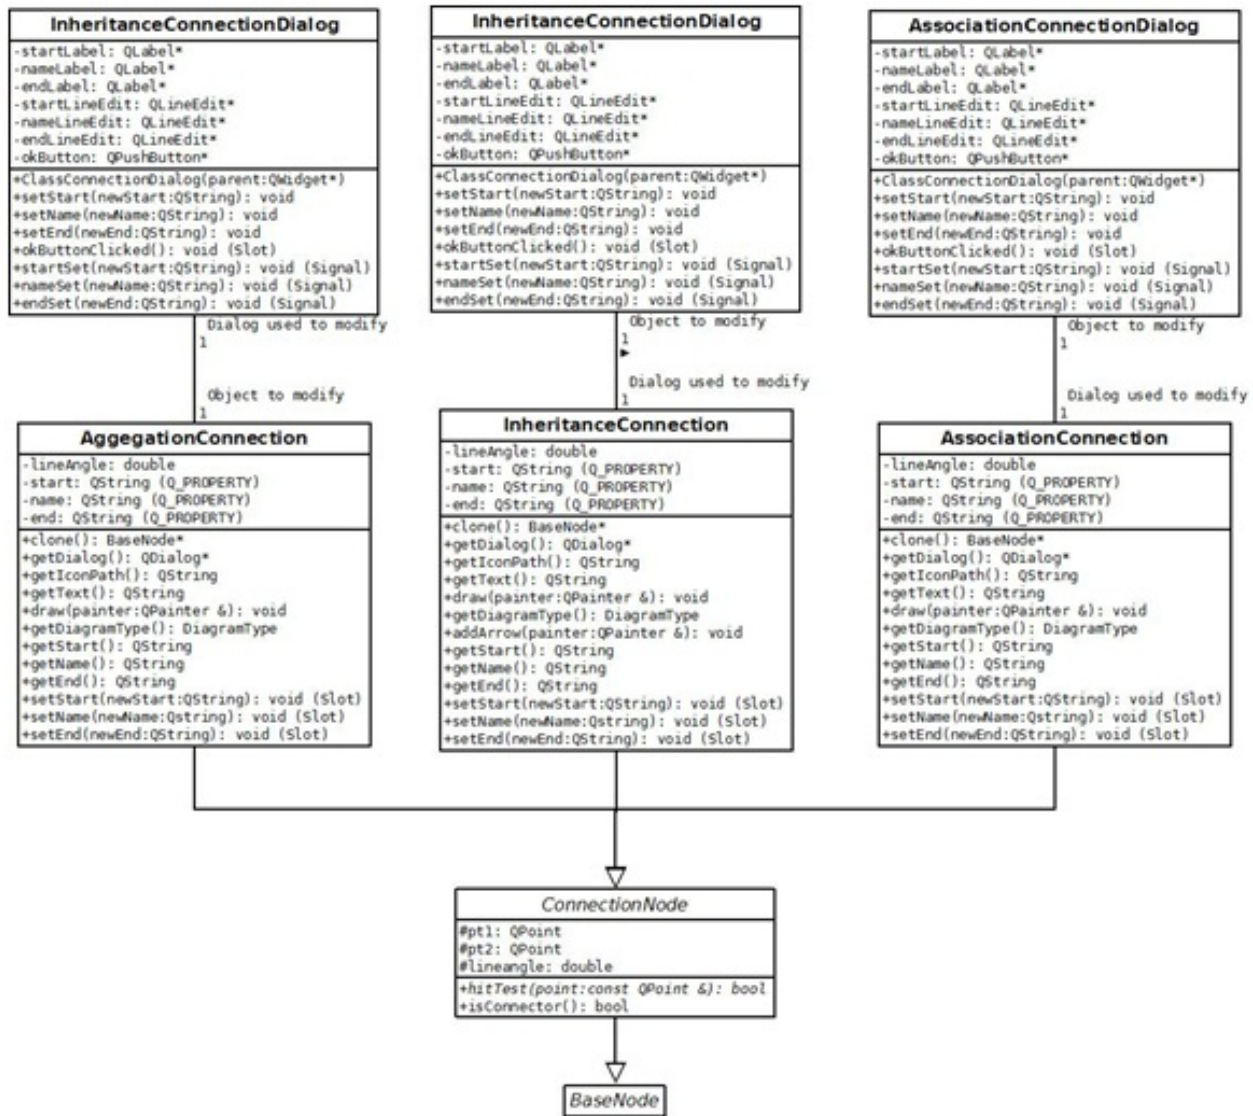 InheritanceConnectionDialog
-startLabel: QLabel*
-nameLabel: QLabel*
-endLabel: QLabel*
-startLineEdit: QLineEdit*
-nameLineEdit: QLineEdit*
-endLineEdit: QLineEdit*
-okButton: QPushButton*
+ClassConnectionDialog(parent:QWidget*)
+setStart(newStart:QString): void
+setName(newName:QString): void
+setEnd(newEnd:QString): void
+okButtonClicked(): void (Slot)
+startSet(newStart:QString): void (Signal)
+nameSet(newName:QString): void (Signal)
+endSet(newEnd:QString): void (Signal)
InheritanceConnectionDialog
-startLabel: QLabel*
-nameLabel: QLabel*
-endLabel: QLabel*
-startLineEdit: QLineEdit*
-nameLineEdit: QLineEdit*
-endLineEdit: QLineEdit*
-okButton: QPushButton*
+ClassConnectionDialog(parent:QWidget*)
+setStart(newStart:QString): void
+setName(newName:QString): void
+setEnd(newEnd:QString): void
+okButtonClicked(): void (Slot)
+startSet(newStart:QString): void (Signal)
+nameSet(newName:QString): void (Signal)
+endSet(newEnd:QString): void (Signal)
AssociationConnectionDialog
-startLabel: QLabel*
-nameLabel: QLabel*
-endLabel: QLabel*
-startLineEdit: QLineEdit*
-nameLineEdit: QLineEdit*
-endLineEdit: QLineEdit*
-okButton: QPushButton*
+ClassConnectionDialog(parent:QWidget*)
+setStart(newStart:QString): void
+setName(newName:QString): void
+setEnd(newEnd:QString): void
+okButtonClicked(): void (Slot)
+startSet(newStart:QString): void (Signal)
+nameSet(newName:QString): void (Signal)
+endSet(newEnd:QString): void (Signal)
Dialog used to modify
1
Object to modify
1
Object to modify
1
Dialog used to modify
1
Object to modify
1
Dialog used to modify
1
AggegationConnection
-lineAngle: double
-start: QString (Q_PROPERTY)
-name: QString (Q_PROPERTY)
-end: QString (Q_PROPERTY)
+clone(): BaseNode*
+getDialog(): QDialog*
+getIconPath(): QString
+getText(): QString
+draw(painter:QPainter &): void
+getDiagramType(): DiagramType
+getStart(): QString
+getName(): QString
+getEnd(): QString
+setStart(newStart:QString): void (Slot)
+setName(newName:Qstring): void (Slot)
+setEnd(newEnd:QString): void (Slot)
InheritanceConnection
-lineAngle: double
-start: QString (Q_PROPERTY)
-name: QString (Q_PROPERTY)
-end: QString (Q_PROPERTY)
+clone(): BaseNode*
+getDialog(): QDialog*
+getIconPath(): QString
+getText(): QString
+draw(painter:QPainter &): void
+getDiagramType(): DiagramType
+addArrow(painter:QPainter &): void
+getStart(): QString
+getName(): QString
+getEnd(): QString
+setStart(newStart:QString): void (Slot)
+setName(newName:Qstring): void (Slot)
+setEnd(newEnd:QString): void (Slot)
AssociationConnection
-lineAngle: double
-start: QString (Q_PROPERTY)
-name: QString (Q_PROPERTY)
-end: QString (Q_PROPERTY)
+clone(): BaseNode*
+getDialog(): QDialog*
+getIconPath(): QString
+getText(): QString
+draw(painter:QPainter &): void
+getDiagramType(): DiagramType
+getStart(): QString
+getName(): QString
+getEnd(): QString
+setStart(newStart:QString): void (Slot)
+setName(newName:Qstring): void (Slot)
+setEnd(newEnd:QString): void (Slot)
ConnectionNode
#pt1: QPoint
#pt2: QPoint
#lineangle: double
+hitTest(point:const QPoint &): bool
+isConnector(): bool
BaseNode